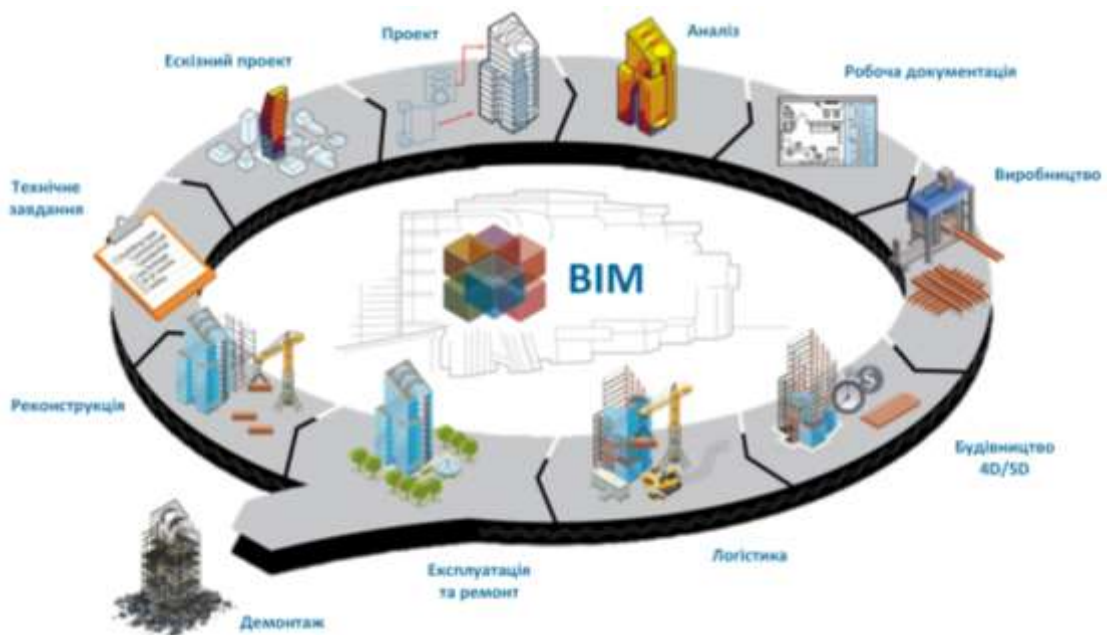 Проект
Аналіз
Ескізний проект
Робоча документація
Технічне
завдання
Виробництво
BIM
Реконструкція
Будівництво
4D/5D
Логістика
Експлуатація
та ремонт
Демонтаж